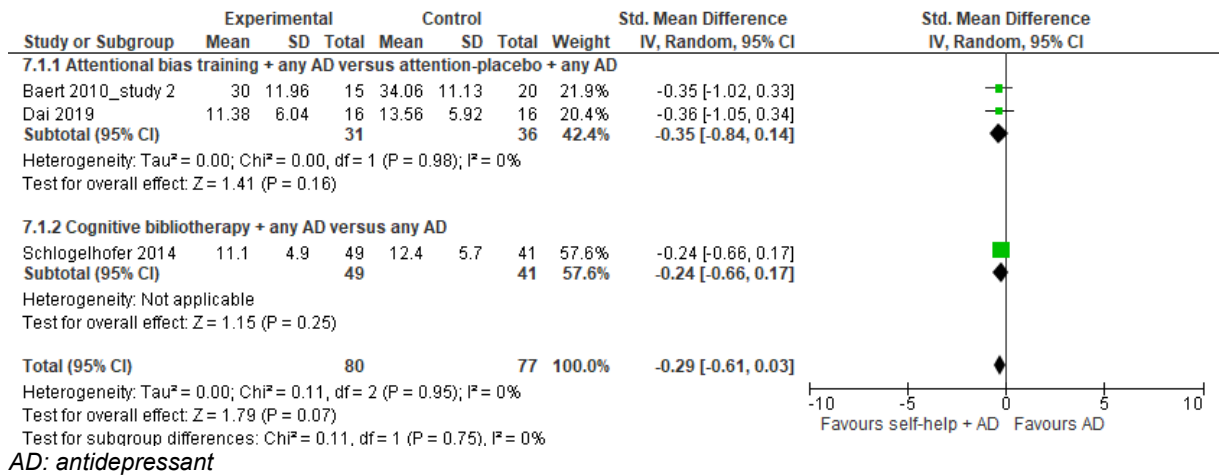 Experimental Control Std. Mean Difference Std. Mean Difference
Study or Subgroup Mean SD Total Mean SD Total Weight IV, Random, 95% CI IV, Random, 95% CI
7.1.1 Attentional bias training + any AD versus attention-placebo + any AD
Baert 2010_study 2 30 11.96 15 34.06 11.13 20 21.9% -0.35 [-1.02, 0.33]
Dai 2019 11.38 6.04 16 13.56 5.92 16 20.4% -0.36 [-1.05, 0.34]
Subtotal (95% CI) 31 36 42.4% -0.35 [-0.84, 0.14]
Heterogeneity: Tau² = 0.00; Chi² = 0.00, df = 1 (P = 0.98); I² = 0%
Test for overall effect: Z = 1.41 (P = 0.16)
7.1.2 Cognitive bibliotherapy + any AD versus any AD
Schlogelhofer 2014 11.1 4.9 49 12.4 5.7 41 57.6% -0.24 [-0.66, 0.17]
Subtotal (95% CI) 49 41 57.6% -0.24 [-0.66, 0.17]
Heterogeneity: Not applicable
Test for overall effect: Z = 1.15 (P = 0.25)
Total (95% CI) 80 77 100.0% -0.29 [-0.61, 0.03]
Heterogeneity: Tau² = 0.00; Chi² = 0.11, df = 2 (P = 0.95); I² = 0%
Test for overall effect: Z = 1.79 (P = 0.07)
Test for subgroup differences: Chi² = 0.11, df = 1 (P = 0.75), I² = 0%
-10 -5 0 5 10
Favours self-help + AD Favours AD
AD: antidepressant